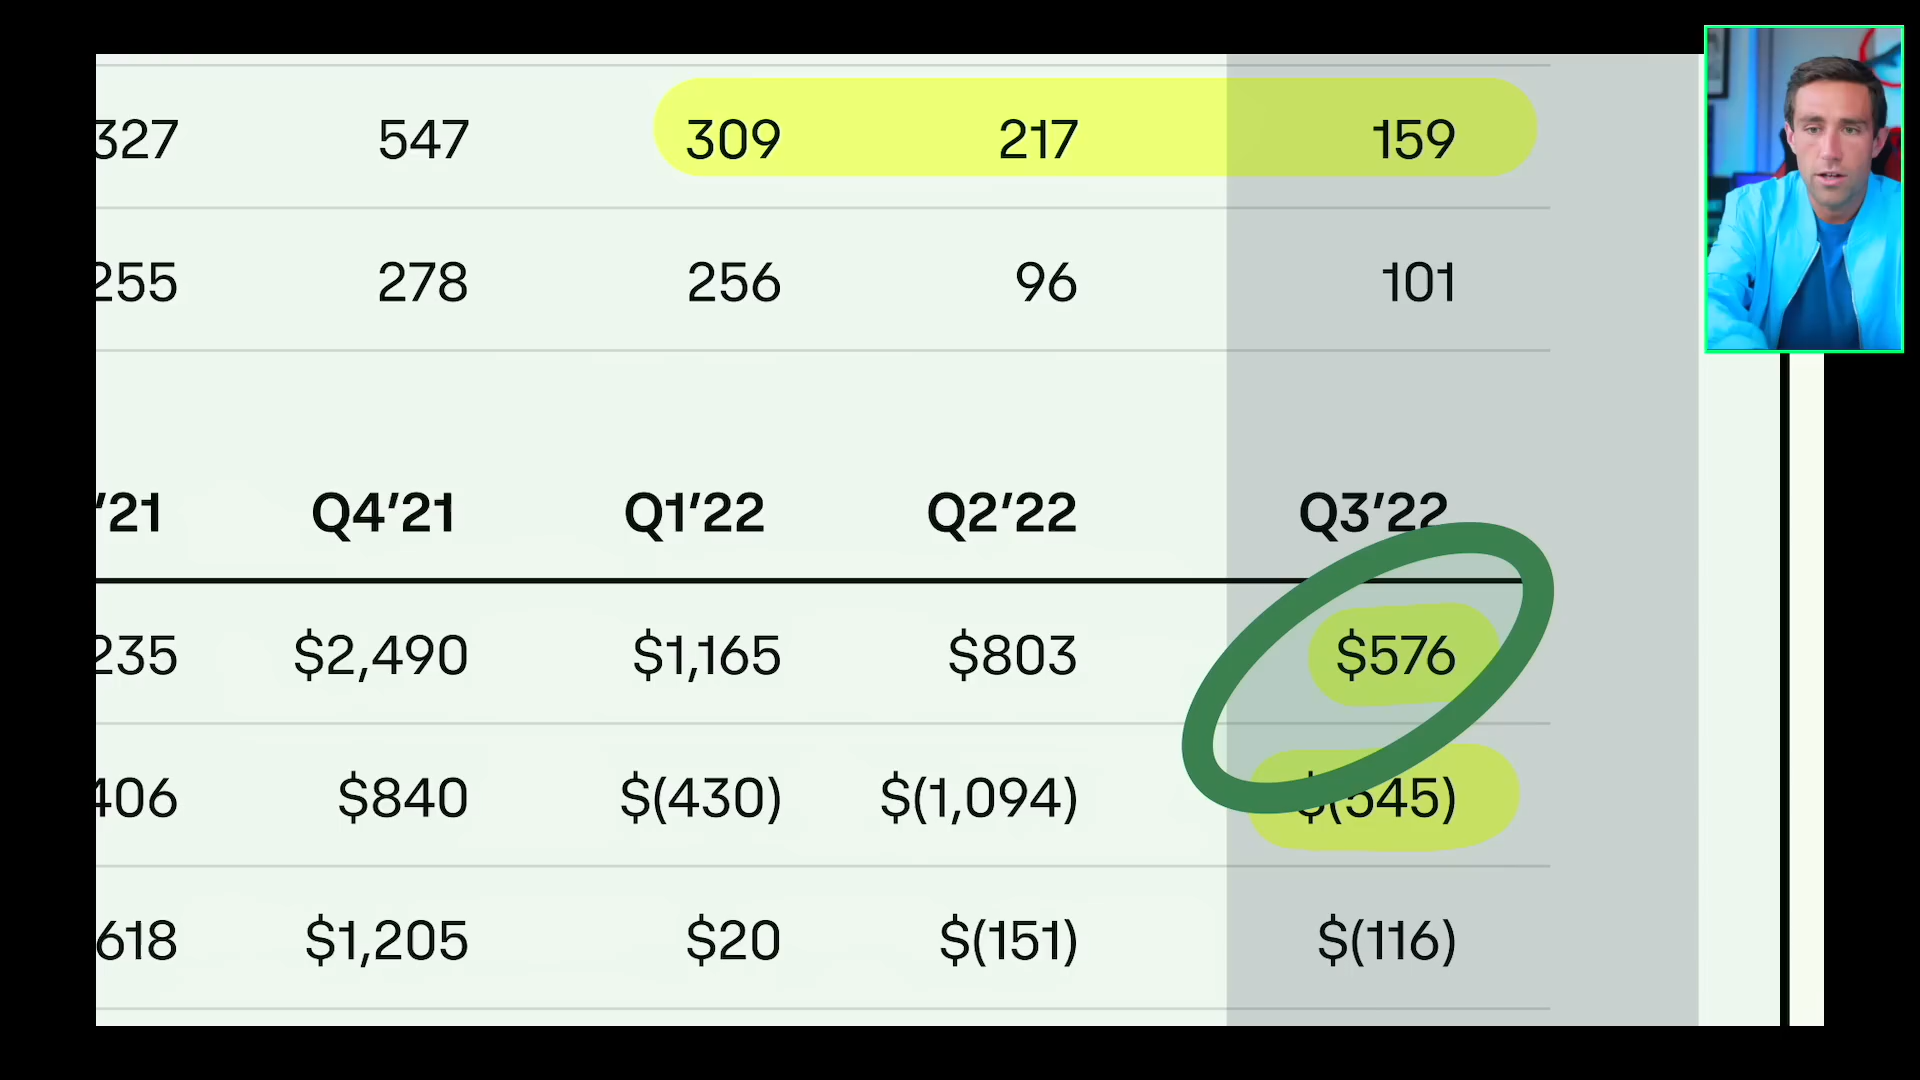 327 547 309 217 159
255 278 256 96 101
'21 Q4'21 Q1'22 Q2'22 Q3'22
235 $2,490 $1,165 $803 $576
406 $840 $(430) $(1,094) $(545)
618 $1,205 $20 $(151) $(116)